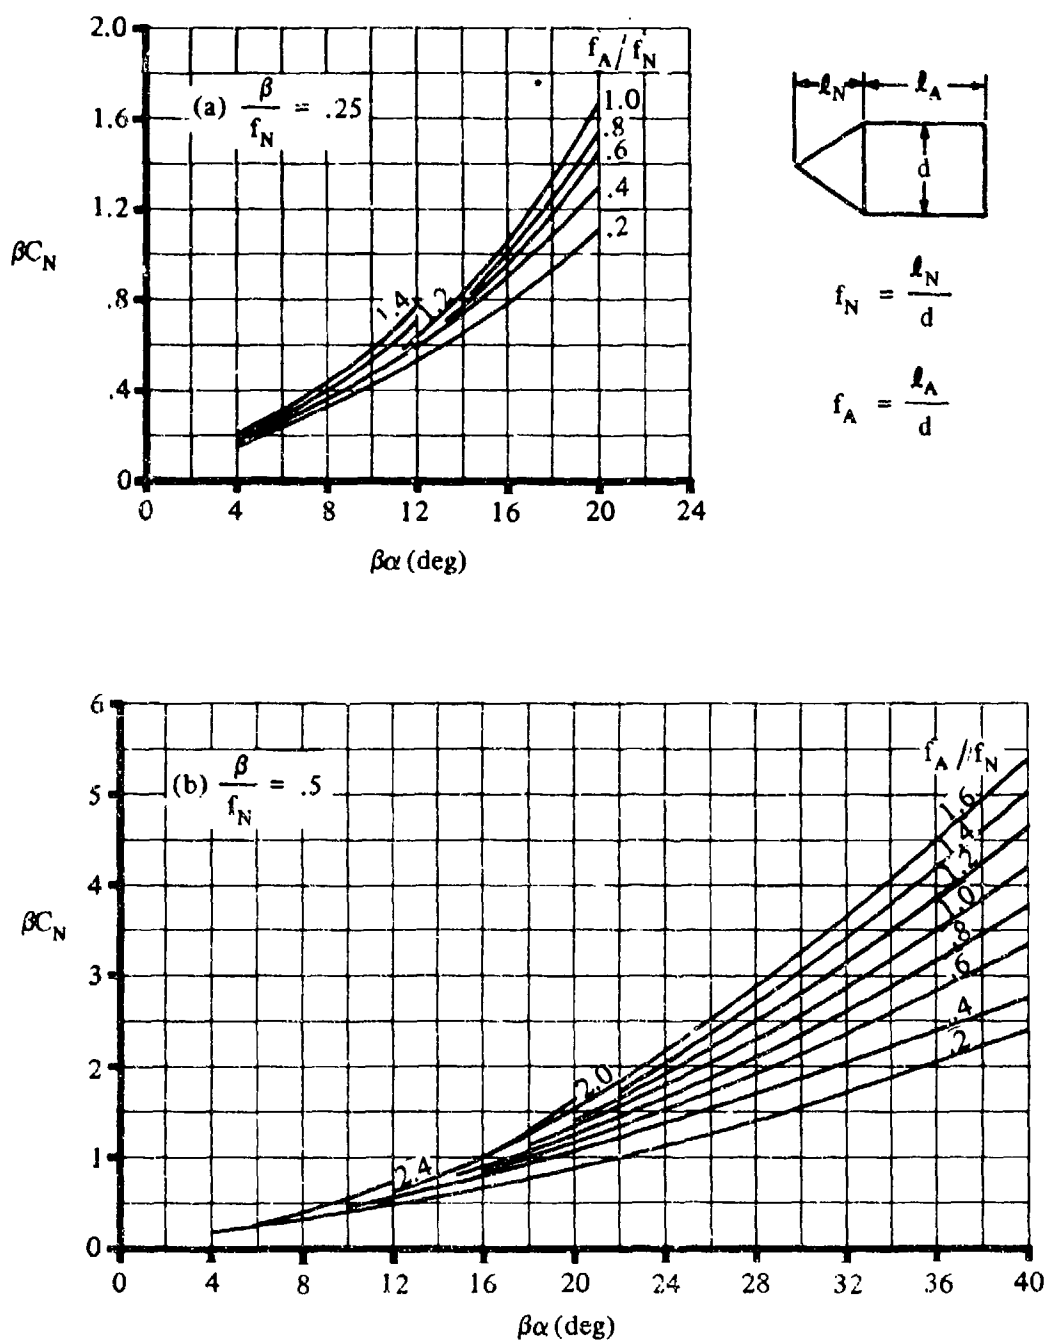 2.0
1.6
1.2
.8
.4
0
βC_N
(a) β/f_N = .25
f_A/f_N
1.0
.8
.6
.4
.2
1.4
1.2
0 4 8 12 16 20 24
βα (deg)
ℓ_N ℓ_A
d
f_N = ℓ_N/d
f_A = ℓ_A/d
6
5
4
3
2
1
0
βC_N
(b) β/f_N = .5
f_A/f_N
1.6
1.4
1.2
1.0
.8
.6
.4
.2
2.0
2.4
0 4 8 12 16 20 24 28 32 36 40
βα (deg)